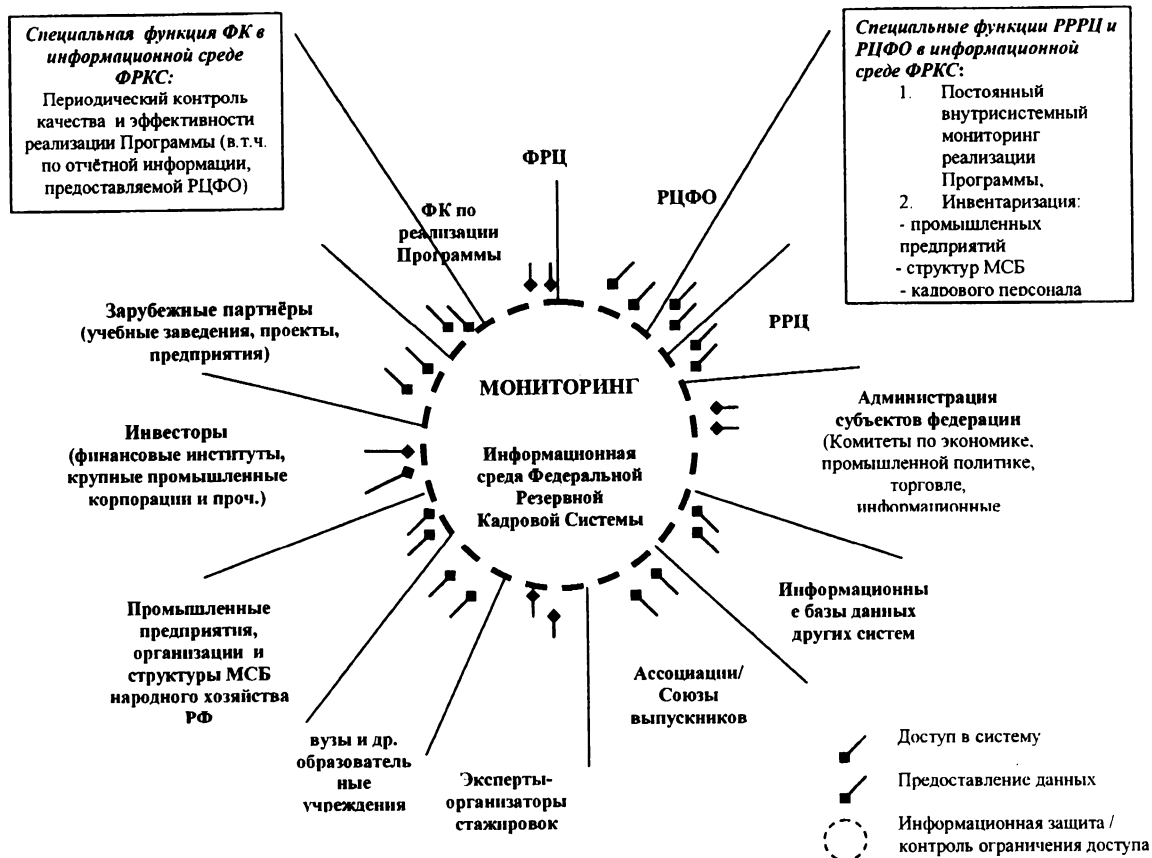 Специальная функция ФК в
информационной среде
ФРКС:
Периодический контроль
качества и эффективности
реализации Программы (в.т.ч.
по отчётной информации,
предоставляемой РЦФО)
Специальные функции РРРЦ и
РЦФО в информационной
среде ФРКС:
1. Постоянный
внутрисистемный
мониторинг
реализации
Программы,
2. Инвентаризация:
- промышленных
предприятий
- структур МСБ
- кадрового персонала
ФРЦ
РЦФО
ФК по
реализации
Программы
РРЦ
Зарубежные партнёры
(учебные заведения, проекты,
предприятия)
МОНИТОРИНГ
Информационная
среда Федеральной
Резервной
Кадровой Системы
Администрация
субъектов федерации
(Комитеты по экономике,
промышленной политике,
торговле,
информационные
Инвесторы
(финансовые институты,
крупные промышленные
корпорации и проч.)
Информационны
е базы данных
других систем
Промышленные
предприятия,
организации и
структуры МСБ
народного хозяйства
РФ
Ассоциации/
Союзы
выпускников
вузы и др.
образователь
ные
учреждения
Эксперты-
организаторы
стажировок
Доступ в систему
Предоставление данных
Информационная защита /
контроль ограничения доступа